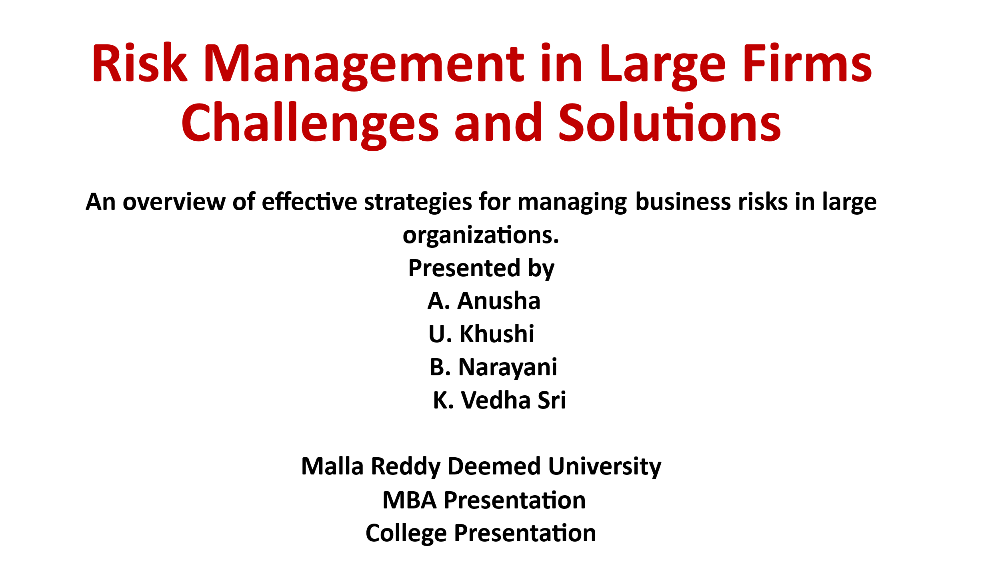 Risk Management in Large Firms
Challenges and Solutions
An overview of effective strategies for managing business risks in large
organizations.
Presented by
A. Anusha
U. Khushi
B. Narayani
K. Vedha Sri
Malla Reddy Deemed University
MBA Presentation
College Presentation